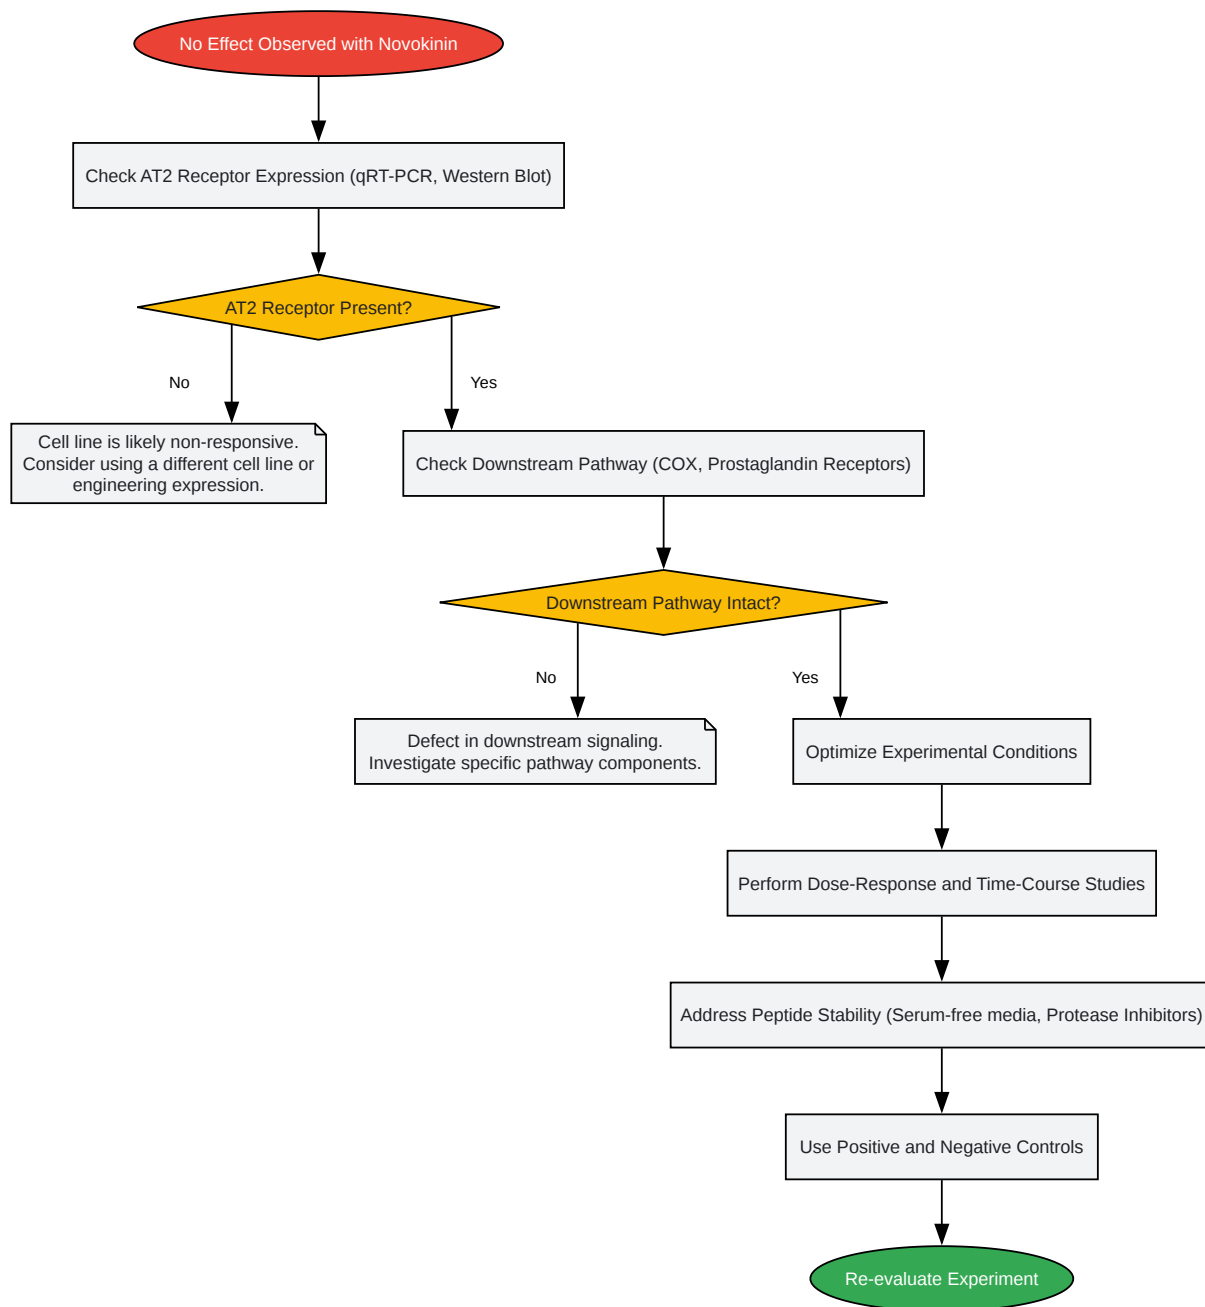 No Effect Observed with Novokinin
Check AT2 Receptor Expression (qRT-PCR, Western Blot)
AT2 Receptor Present?
No
Yes
Cell line is likely non-responsive.
Consider using a different cell line or
engineering expression.
Check Downstream Pathway (COX, Prostaglandin Receptors)
Downstream Pathway Intact?
No
Yes
Defect in downstream signaling.
Investigate specific pathway components.
Optimize Experimental Conditions
Perform Dose-Response and Time-Course Studies
Address Peptide Stability (Serum-free media, Protease Inhibitors)
Use Positive and Negative Controls
Re-evaluate Experiment